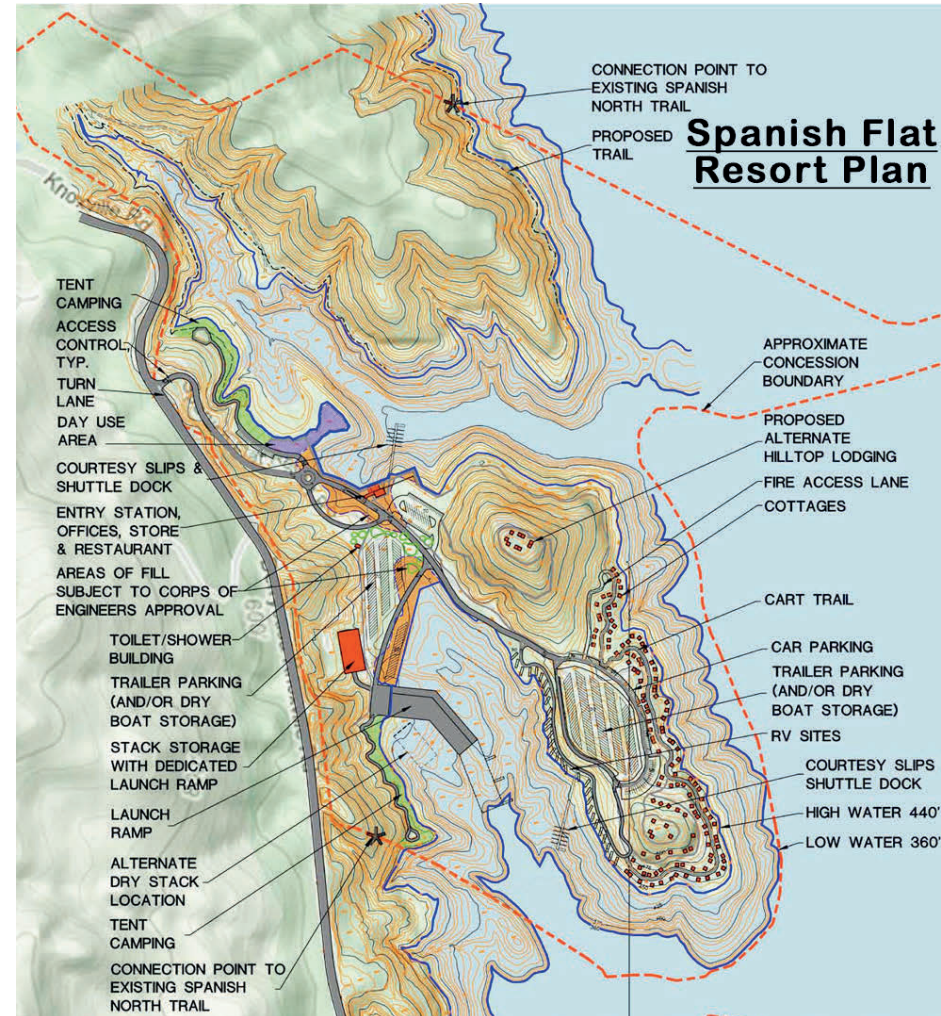 CONNECTION POINT TO
EXISTING SPANISH
NORTH TRAIL
PROPOSED
TRAIL
Spanish Flat
Resort Plan
Knoxville Rd
TENT
CAMPING
ACCESS
CONTROL,
TYP.
TURN
LANE
DAY USE
AREA
COURTESY SLIPS &
SHUTTLE DOCK
ENTRY STATION,
OFFICES, STORE
& RESTAURANT
AREAS OF FILL
SUBJECT TO CORPS OF
ENGINEERS APPROVAL
TOILET/SHOWER
BUILDING
TRAILER PARKING
(AND/OR DRY
BOAT STORAGE)
STACK STORAGE
WITH DEDICATED
LAUNCH RAMP
LAUNCH
RAMP
ALTERNATE
DRY STACK
LOCATION
TENT
CAMPING
CONNECTION POINT TO
EXISTING SPANISH
NORTH TRAIL
APPROXIMATE
CONCESSION
BOUNDARY
PROPOSED
ALTERNATE
HILLTOP LODGING
FIRE ACCESS LANE
COTTAGES
CART TRAIL
CAR PARKING
TRAILER PARKING
(AND/OR DRY
BOAT STORAGE)
RV SITES
COURTESY SLIPS
SHUTTLE DOCK
HIGH WATER 440'
LOW WATER 360'